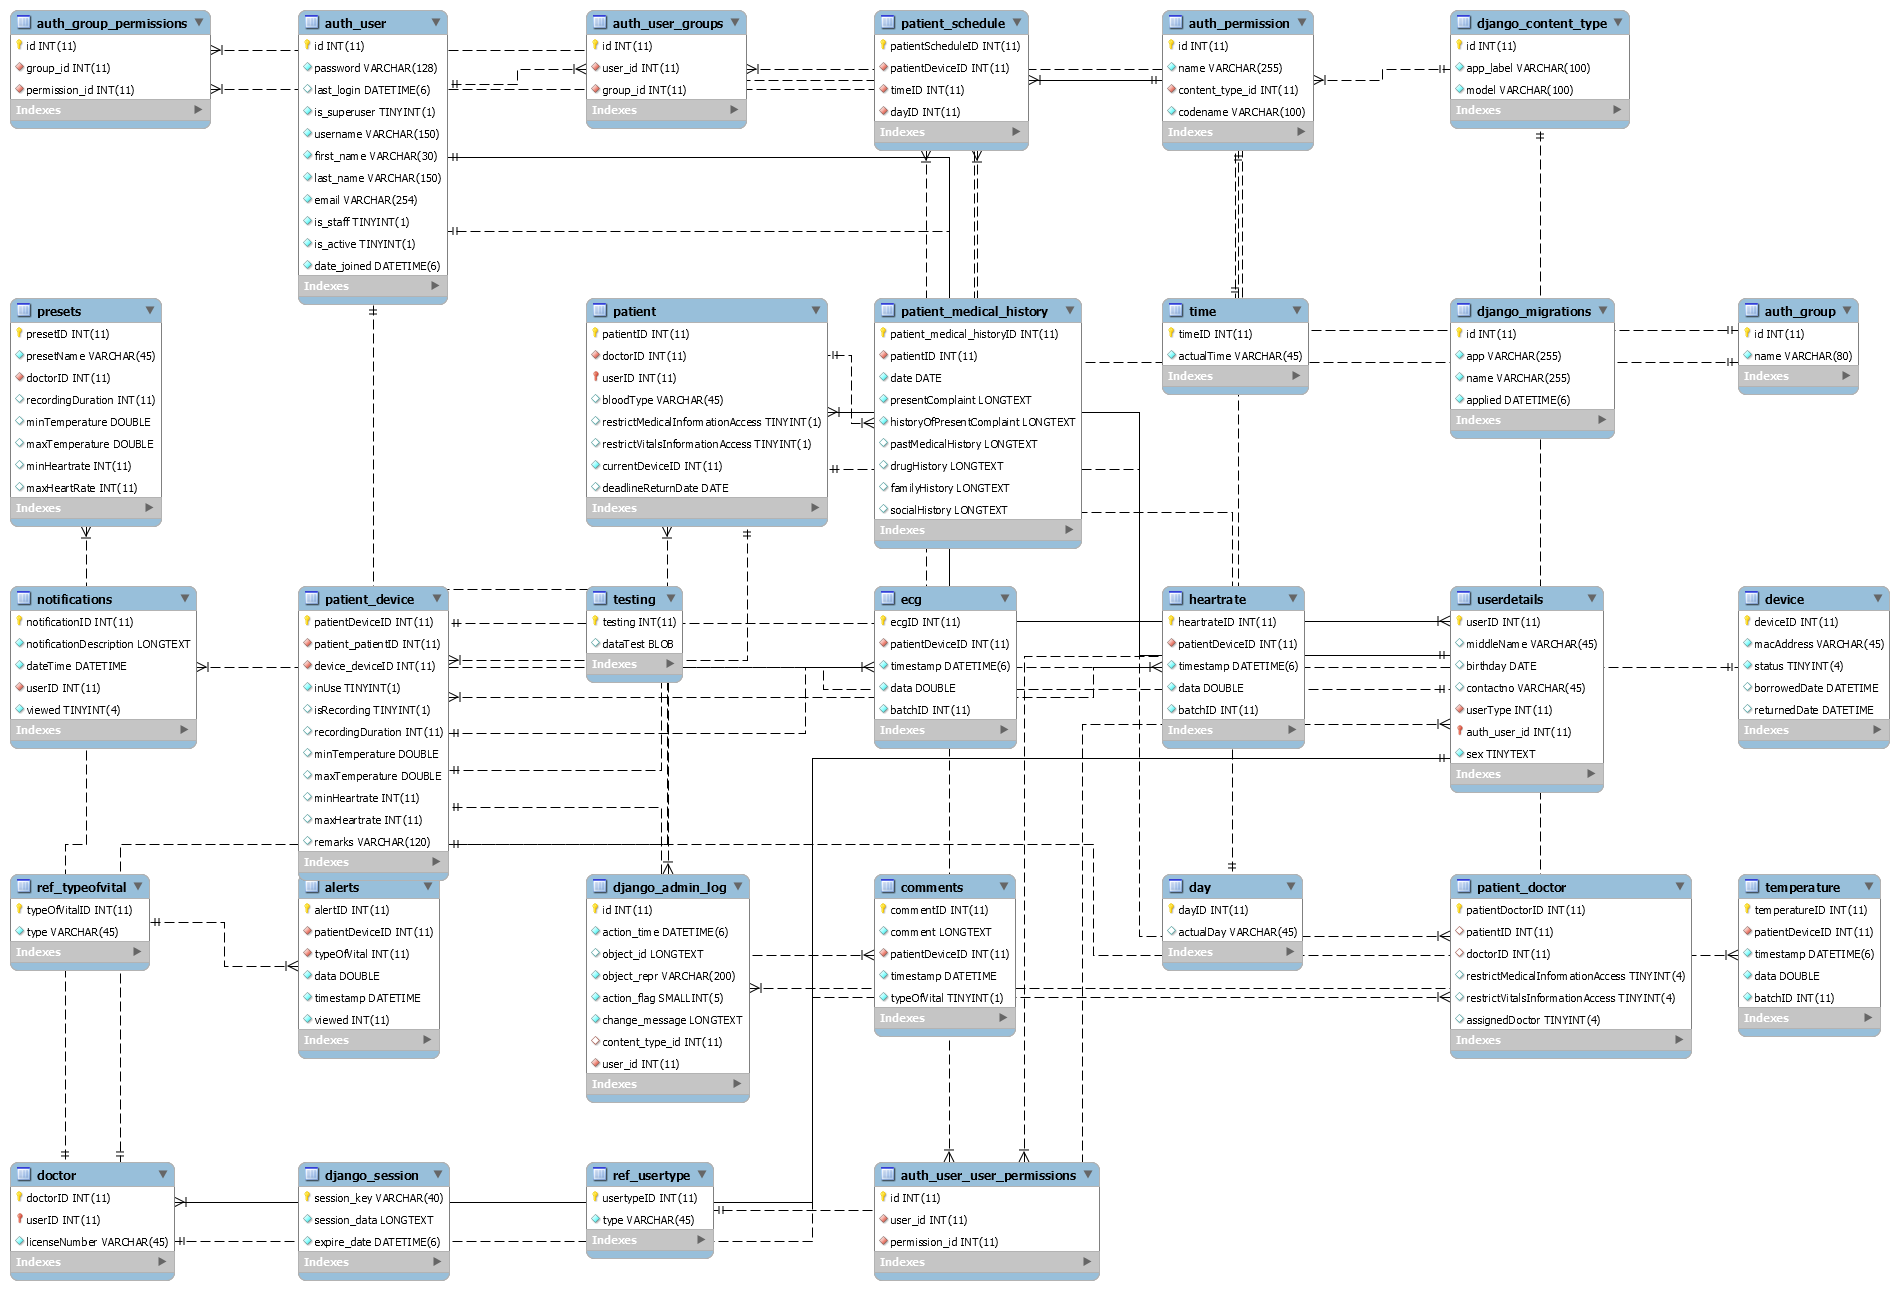 auth_group_permissions
id INT(11)
group_id INT(11)
permission_id INT(11)
Indexes
auth_user
id INT(11)
password VARCHAR(128)
last_login DATETIME(6)
is_superuser TINYINT(1)
username VARCHAR(150)
first_name VARCHAR(30)
last_name VARCHAR(150)
email VARCHAR(254)
is_staff TINYINT(1)
is_active TINYINT(1)
date_joined DATETIME(6)
Indexes
auth_user_groups
id INT(11)
user_id INT(11)
group_id INT(11)
Indexes
patient_schedule
patientScheduleID INT(11)
patientDeviceID INT(11)
timeID INT(11)
dayID INT(11)
Indexes
auth_permission
id INT(11)
name VARCHAR(255)
content_type_id INT(11)
codename VARCHAR(100)
Indexes
django_content_type
id INT(11)
app_label VARCHAR(100)
model VARCHAR(100)
Indexes
presets
presetID INT(11)
presetName VARCHAR(45)
doctorID INT(11)
recordingDuration INT(11)
minTemperature DOUBLE
maxTemperature DOUBLE
minHeartrate INT(11)
maxHeartRate INT(11)
Indexes
patient
patientID INT(11)
doctorID INT(11)
userID INT(11)
bloodType VARCHAR(45)
restrictMedicalInformationAccess TINYINT(1)
restrictVitalsInformationAccess TINYINT(1)
currentDeviceID INT(11)
deadlineReturnDate DATE
Indexes
patient_medical_history
patient_medical_historyID INT(11)
patientID INT(11)
date DATE
presentComplaint LONGTEXT
historyOfPresentComplaint LONGTEXT
pastMedicalHistory LONGTEXT
drugHistory LONGTEXT
familyHistory LONGTEXT
socialHistory LONGTEXT
Indexes
time
timeID INT(11)
actualTime VARCHAR(45)
Indexes
django_migrations
id INT(11)
app VARCHAR(255)
name VARCHAR(255)
applied DATETIME(6)
Indexes
auth_group
id INT(11)
name VARCHAR(80)
Indexes
notifications
notificationID INT(11)
notificationDescription LONGTEXT
dateTime DATETIME
userID INT(11)
viewed TINYINT(4)
Indexes
patient_device
patientDeviceID INT(11)
patient_patientID INT(11)
device_deviceID INT(11)
inUse TINYINT(1)
isRecording TINYINT(1)
recordingDuration INT(11)
minTemperature DOUBLE
maxTemperature DOUBLE
minHeartrate INT(11)
maxHeartrate INT(11)
remarks VARCHAR(120)
Indexes
testing
testing INT(11)
dataTest BLOB
Indexes
ecg
ecgID INT(11)
patientDeviceID INT(11)
timestamp DATETIME(6)
data DOUBLE
batchID INT(11)
Indexes
heartrate
heartrateID INT(11)
patientDeviceID INT(11)
timestamp DATETIME(6)
data DOUBLE
batchID INT(11)
Indexes
userdetails
userID INT(11)
middleName VARCHAR(45)
birthday DATE
contactno VARCHAR(45)
userType INT(11)
auth_user_id INT(11)
sex TINYTEXT
Indexes
device
deviceID INT(11)
macAddress VARCHAR(45)
status TINYINT(4)
borrowedDate DATETIME
returnedDate DATETIME
Indexes
ref_typeofvital
typeOfVitalID INT(11)
type VARCHAR(45)
Indexes
alerts
alertID INT(11)
patientDeviceID INT(11)
typeOfVital INT(11)
data DOUBLE
timestamp DATETIME
viewed INT(11)
Indexes
django_admin_log
id INT(11)
action_time DATETIME(6)
object_id LONGTEXT
object_repr VARCHAR(200)
action_flag SMALLINT(5)
change_message LONGTEXT
content_type_id INT(11)
user_id INT(11)
Indexes
comments
commentID INT(11)
comment LONGTEXT
patientDeviceID INT(11)
timestamp DATETIME
typeOfVital TINYINT(1)
Indexes
day
dayID INT(11)
actualDay VARCHAR(45)
Indexes
patient_doctor
patientDoctorID INT(11)
patientID INT(11)
doctorID INT(11)
restrictMedicalInformationAccess TINYINT(4)
restrictVitalsInformationAccess TINYINT(4)
assignedDoctor TINYINT(4)
Indexes
temperature
temperatureID INT(11)
patientDeviceID INT(11)
timestamp DATETIME(6)
data DOUBLE
batchID INT(11)
Indexes
doctor
doctorID INT(11)
userID INT(11)
licenseNumber VARCHAR(45)
Indexes
django_session
session_key VARCHAR(40)
session_data LONGTEXT
expire_date DATETIME(6)
Indexes
ref_usertype
usertypeID INT(11)
type VARCHAR(45)
Indexes
auth_user_user_permissions
id INT(11)
user_id INT(11)
permission_id INT(11)
Indexes